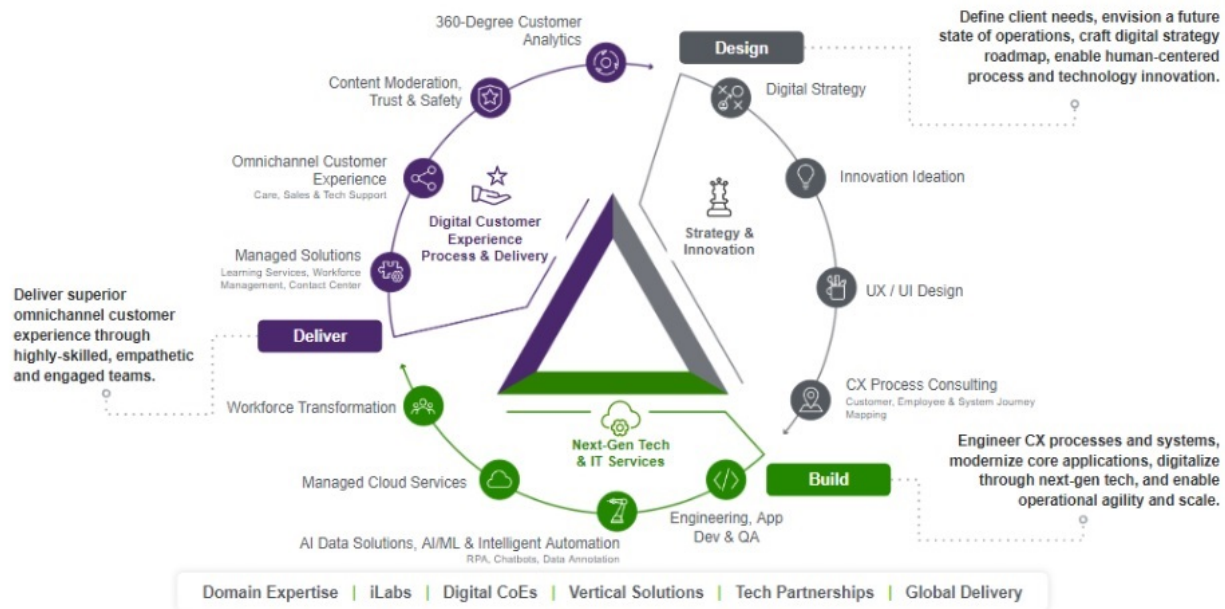 360-Degree Customer
Analytics
Design
Define client needs, envision a future
state of operations, craft digital strategy
roadmap, enable human-centered
process and technology innovation.
Content Moderation,
Trust & Safety
Digital Strategy
Omnichannel Customer
Experience
Care, Sales & Tech Support
Innovation Ideation
Digital Customer
Experience
Process & Delivery
Strategy &
Innovation
Managed Solutions
Learning Services, Workforce
Management, Contact Center
UX / UI Design
Deliver superior
omnichannel customer
experience through
highly-skilled, empathetic
and engaged teams.
Deliver
Workforce Transformation
CX Process Consulting
Customer, Employee & System Journey
Mapping
Next-Gen Tech
& IT Services
Engineer CX processes and systems,
modernize core applications, digitalize
through next-gen tech, and enable
operational agility and scale.
Build
Managed Cloud Services
Engineering, App
Dev & QA
AI Data Solutions, AI/ML & Intelligent Automation
RPA, Chatbots, Data Annotation
Domain Expertise | iLabs | Digital CoEs | Vertical Solutions | Tech Partnerships | Global Delivery